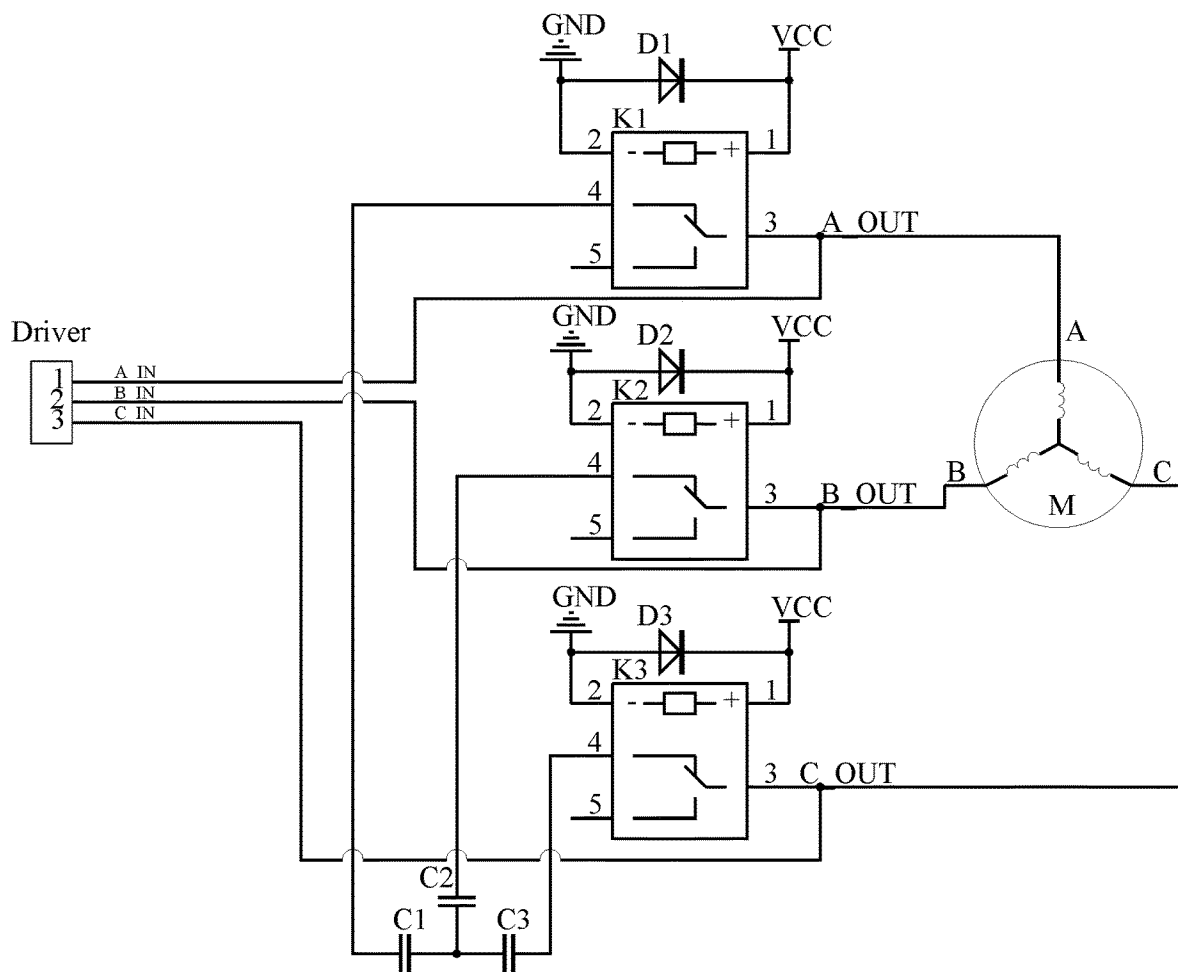 GND D1 VCC
K1
2 - + 1
4
3 A_OUT
5
GND D2 VCC
Driver
A
1 A IN
2 B IN
3 C IN
K2
2 - + 1
4
B C
3 B_OUT
M
5
GND D3 VCC
K3
2 - + 1
4
3 C_OUT
5
C2
C1 C3